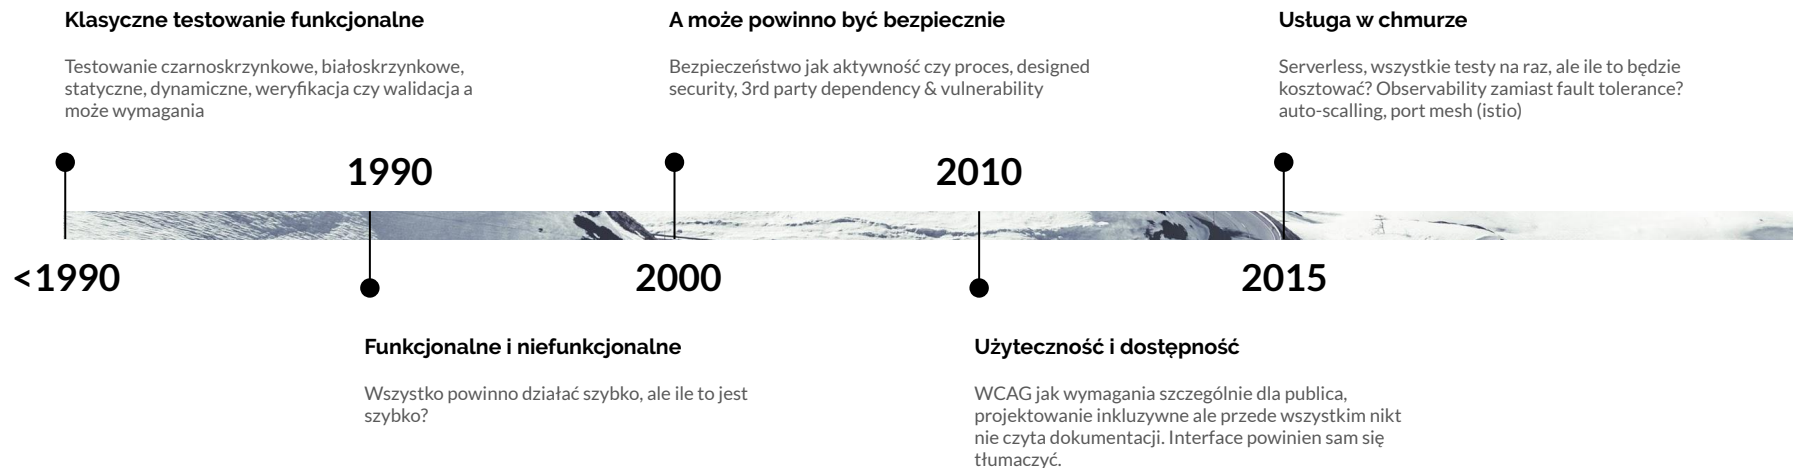 Klasyczne testowanie funkcjonalne
Testowanie czarnoskrzynkowe, białoskrzynkowe,
statyczne, dynamiczne, weryfikacja czy walidacja a
może wymagania
<1990
1990
Funkcjonalne i niefunkcjonalne
Wszystko powinno działać szybko, ale ile to jest
szybko?
A może powinno być bezpiecznie
Bezpieczeństwo jak aktywność czy proces, designed
security, 3rd party dependency & vulnerability
2000
2010
Użyteczność i dostępność
WCAG jak wymagania szczególnie dla publica,
projektowanie inkluzywne ale przede wszystkim nikt
nie czyta dokumentacji. Interface powinien sam się
tłumaczyć.
Usługa w chmurze
Serverless, wszystkie testy na raz, ale ile to będzie
kosztować? Observability zamiast fault tolerance?
auto-scalling, port mesh (istio)
2015